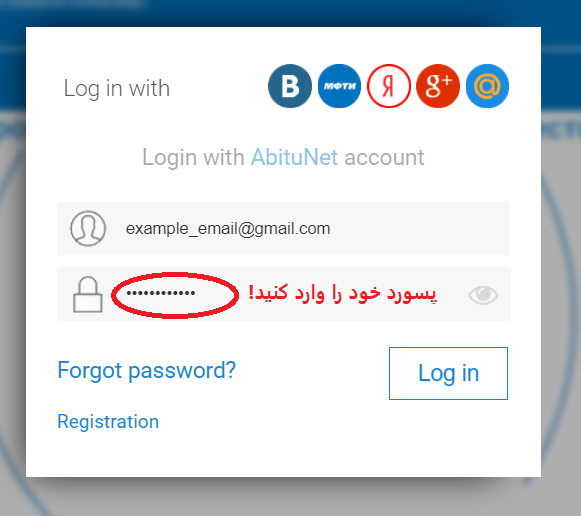 Log in with
B МФТИ Я g+ @
Login with AbituNet account
example_email@gmail.com
•••••••••••• پسورد خود را وارد کنید!
Forgot password?
Log in
Registration